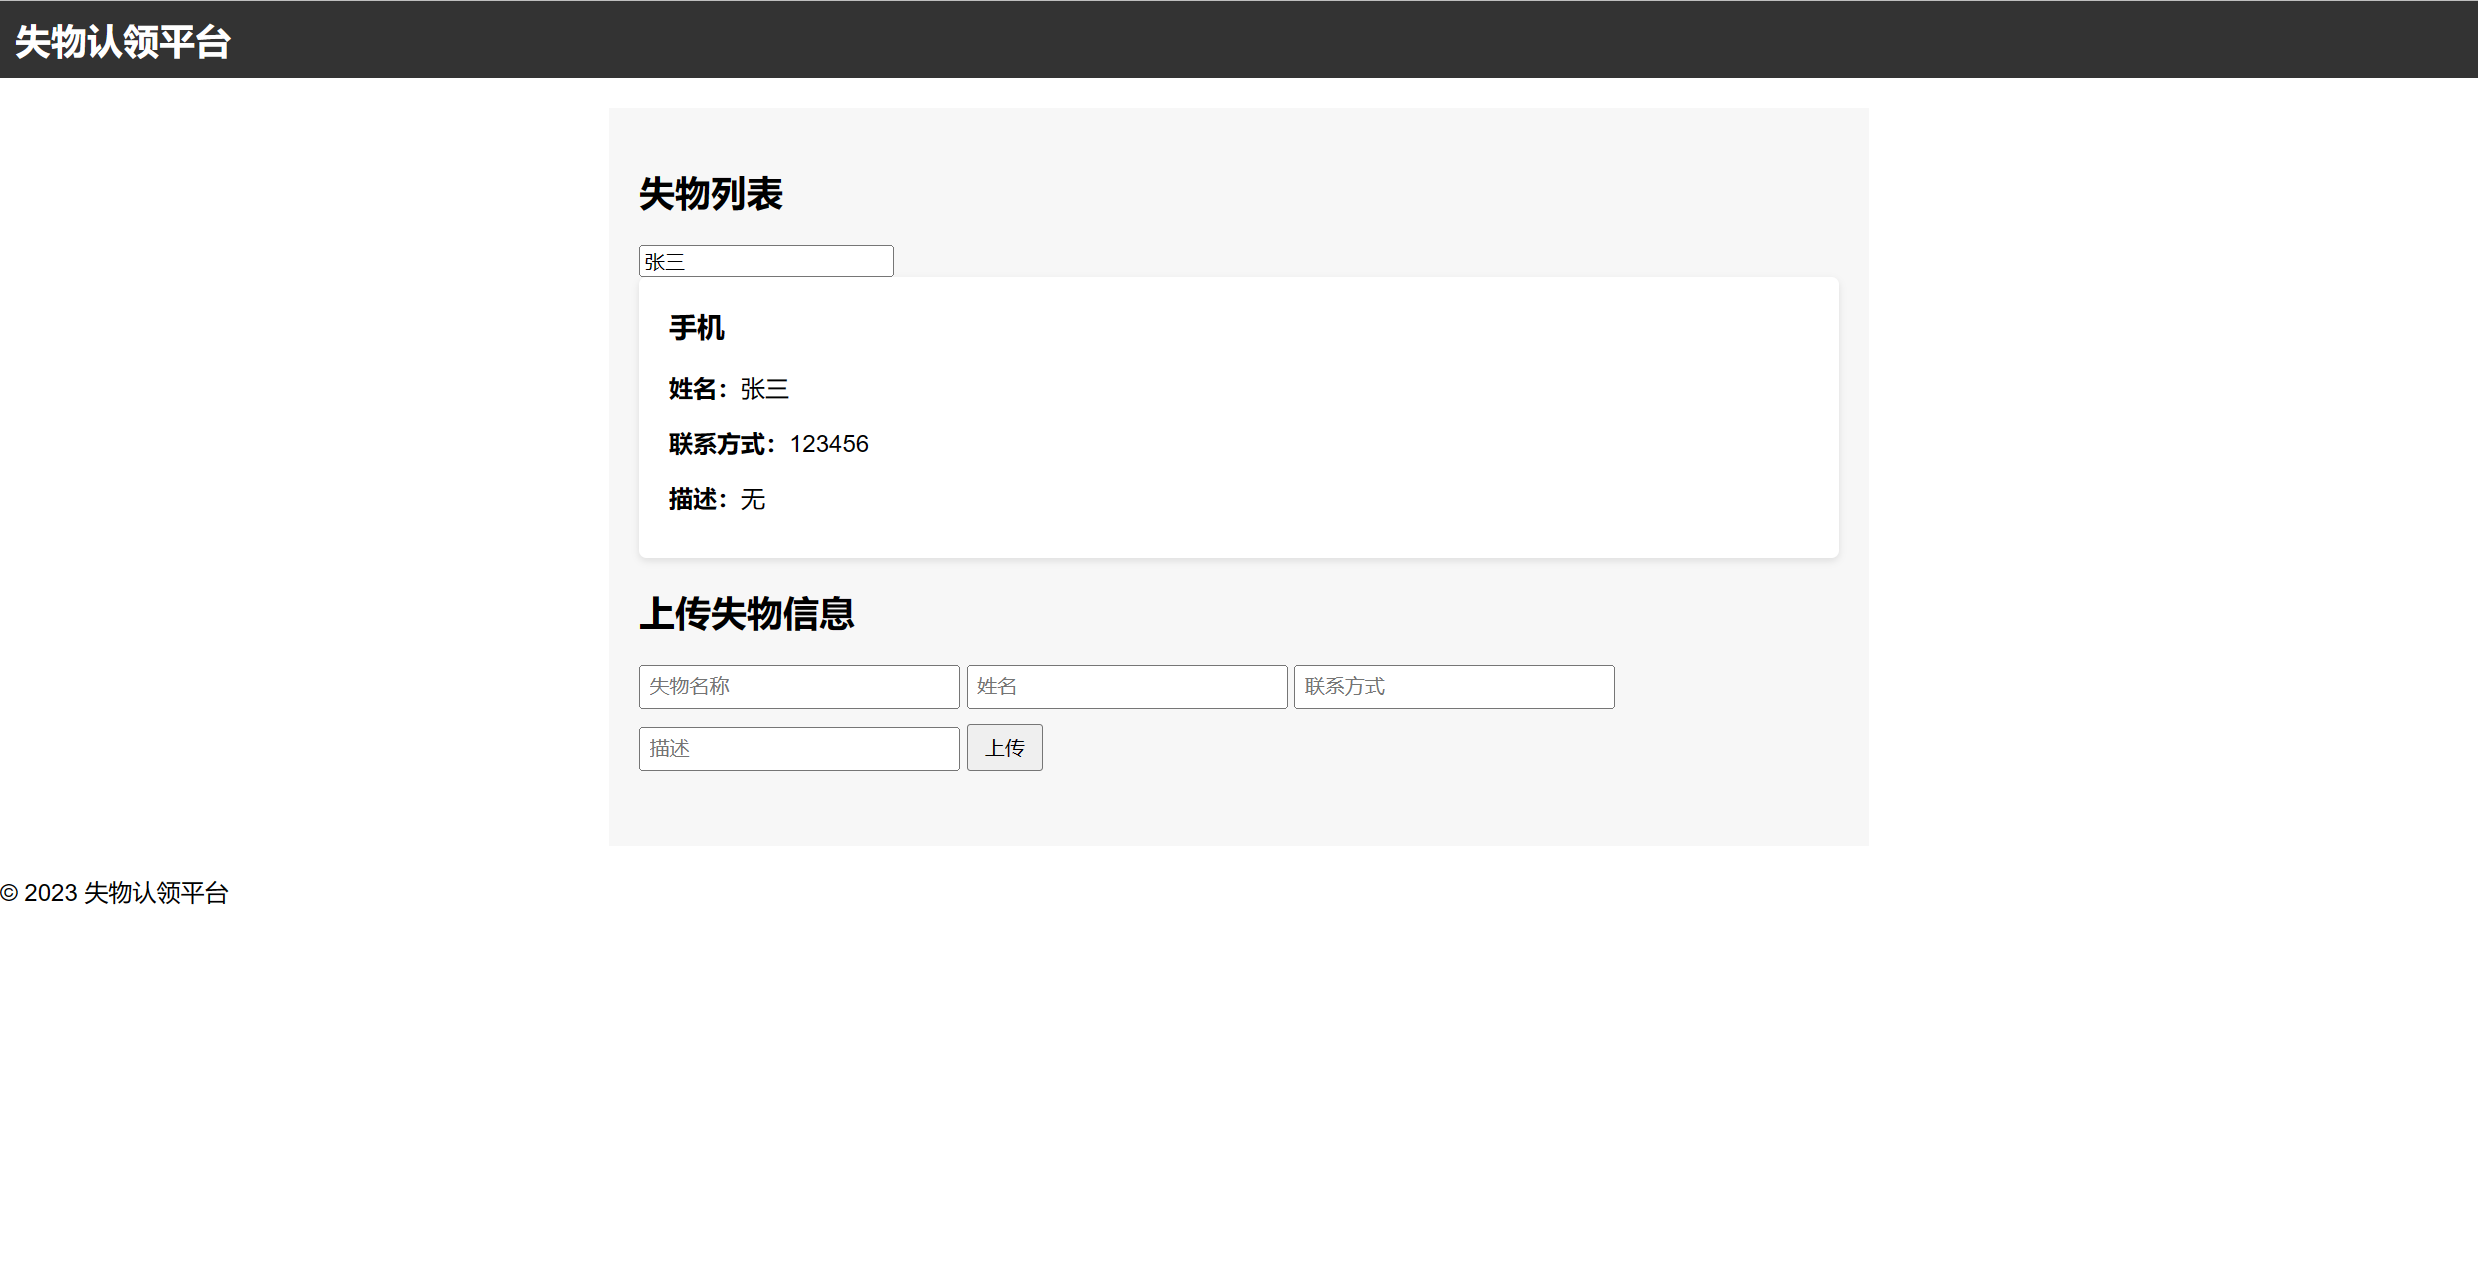 失物认领平台
失物列表
张三
手机
姓名：张三
联系方式：123456
描述：无
上传失物信息
失物名称 姓名 联系方式
描述 上传
© 2023 失物认领平台